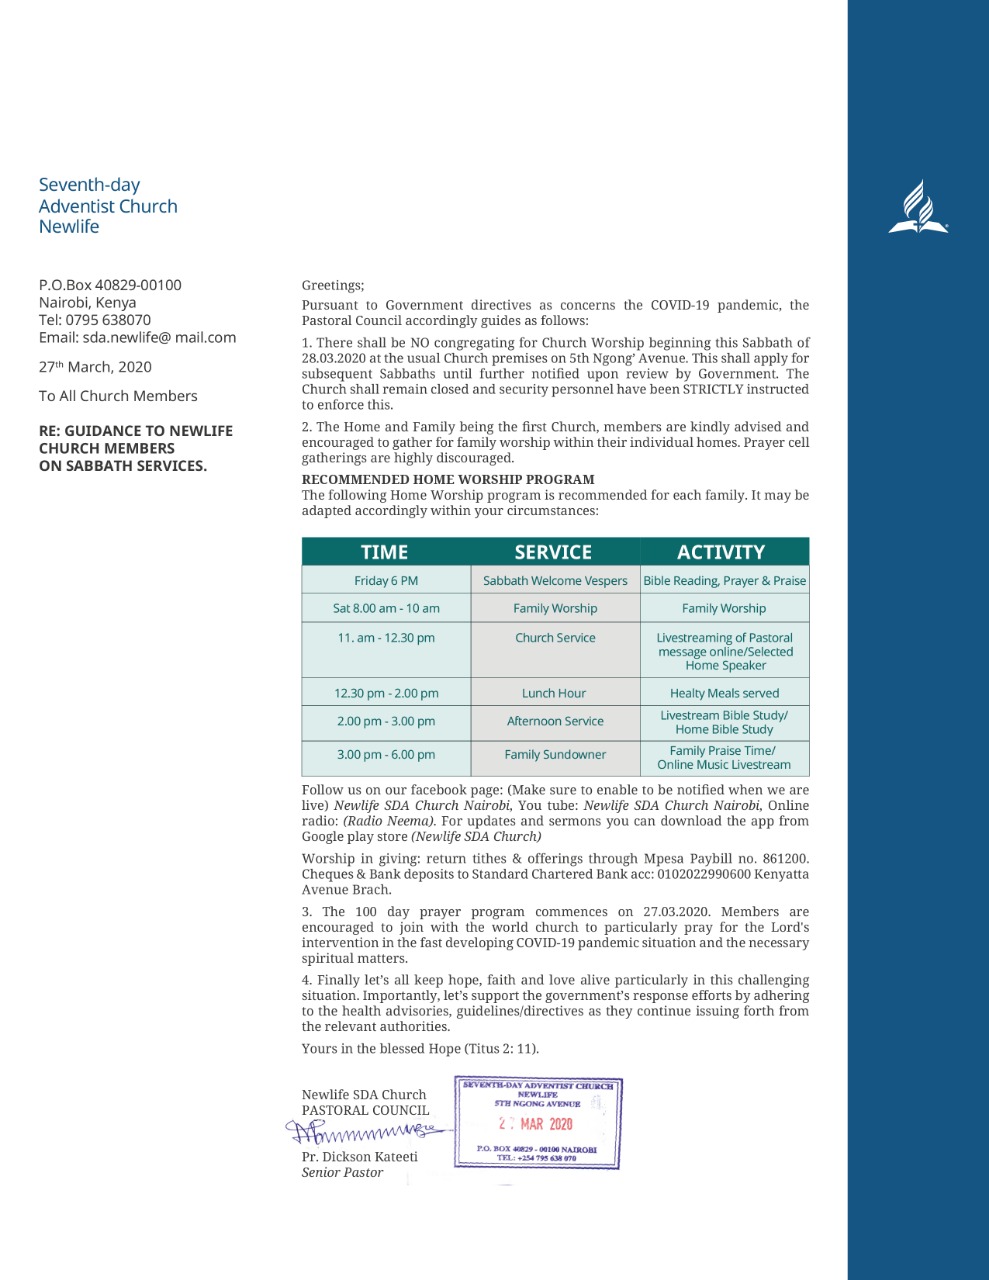 Seventh-day
Adventist Church
Newlife
P.O.Box 40829-00100
Nairobi, Kenya
Tel: 0795 638070
Email: sda.newlife@ mail.com
27th March, 2020
To All Church Members
RE: GUIDANCE TO NEWLIFE
CHURCH MEMBERS
ON SABBATH SERVICES.
Greetings;
Pursuant to Government directives as concerns the COVID-19 pandemic, the
Pastoral Council accordingly guides as follows:
1. There shall be NO congregating for Church Worship beginning this Sabbath of
28.03.2020 at the usual Church premises on 5th Ngong’ Avenue. This shall apply for
subsequent Sabbaths until further notified upon review by Government. The
Church shall remain closed and security personnel have been STRICTLY instructed
to enforce this.
2. The Home and Family being the first Church, members are kindly advised and
encouraged to gather for family worship within their individual homes. Prayer cell
gatherings are highly discouraged.
RECOMMENDED HOME WORSHIP PROGRAM
The following Home Worship program is recommended for each family. It may be
adapted accordingly within your circumstances:
TIME SERVICE ACTIVITY
Friday 6 PM Sabbath Welcome Vespers Bible Reading, Prayer & Praise
Sat 8.00 am - 10 am Family Worship Family Worship
11. am - 12.30 pm Church Service Livestreaming of Pastoral
message online/Selected
Home Speaker
12.30 pm - 2.00 pm Lunch Hour Healty Meals served
2.00 pm - 3.00 pm Afternoon Service Livestream Bible Study/
Home Bible Study
3.00 pm - 6.00 pm Family Sundowner Family Praise Time/
Online Music Livestream
Follow us on our facebook page: (Make sure to enable to be notified when we are
live) Newlife SDA Church Nairobi, You tube: Newlife SDA Church Nairobi, Online
radio: (Radio Neema). For updates and sermons you can download the app from
Google play store (Newlife SDA Church)
Worship in giving: return tithes & offerings through Mpesa Paybill no. 861200.
Cheques & Bank deposits to Standard Chartered Bank acc: 0102022990600 Kenyatta
Avenue Brach.
3. The 100 day prayer program commences on 27.03.2020. Members are
encouraged to join with the world church to particularly pray for the Lord's
intervention in the fast developing COVID-19 pandemic situation and the necessary
spiritual matters.
4. Finally let’s all keep hope, faith and love alive particularly in this challenging
situation. Importantly, let’s support the government’s response efforts by adhering
to the health advisories, guidelines/directives as they continue issuing forth from
the relevant authorities.
Yours in the blessed Hope (Titus 2: 11).
Newlife SDA Church
PASTORAL COUNCIL
Pr. Dickson Kateeti
Senior Pastor
SEVENTH-DAY ADVENTIST CHURCH
NEWLIFE
5TH NGONG AVENUE
MAR 2020
P.O. BOX 40829 - 00100 NAIROBI
TEL: +254 795 638 070